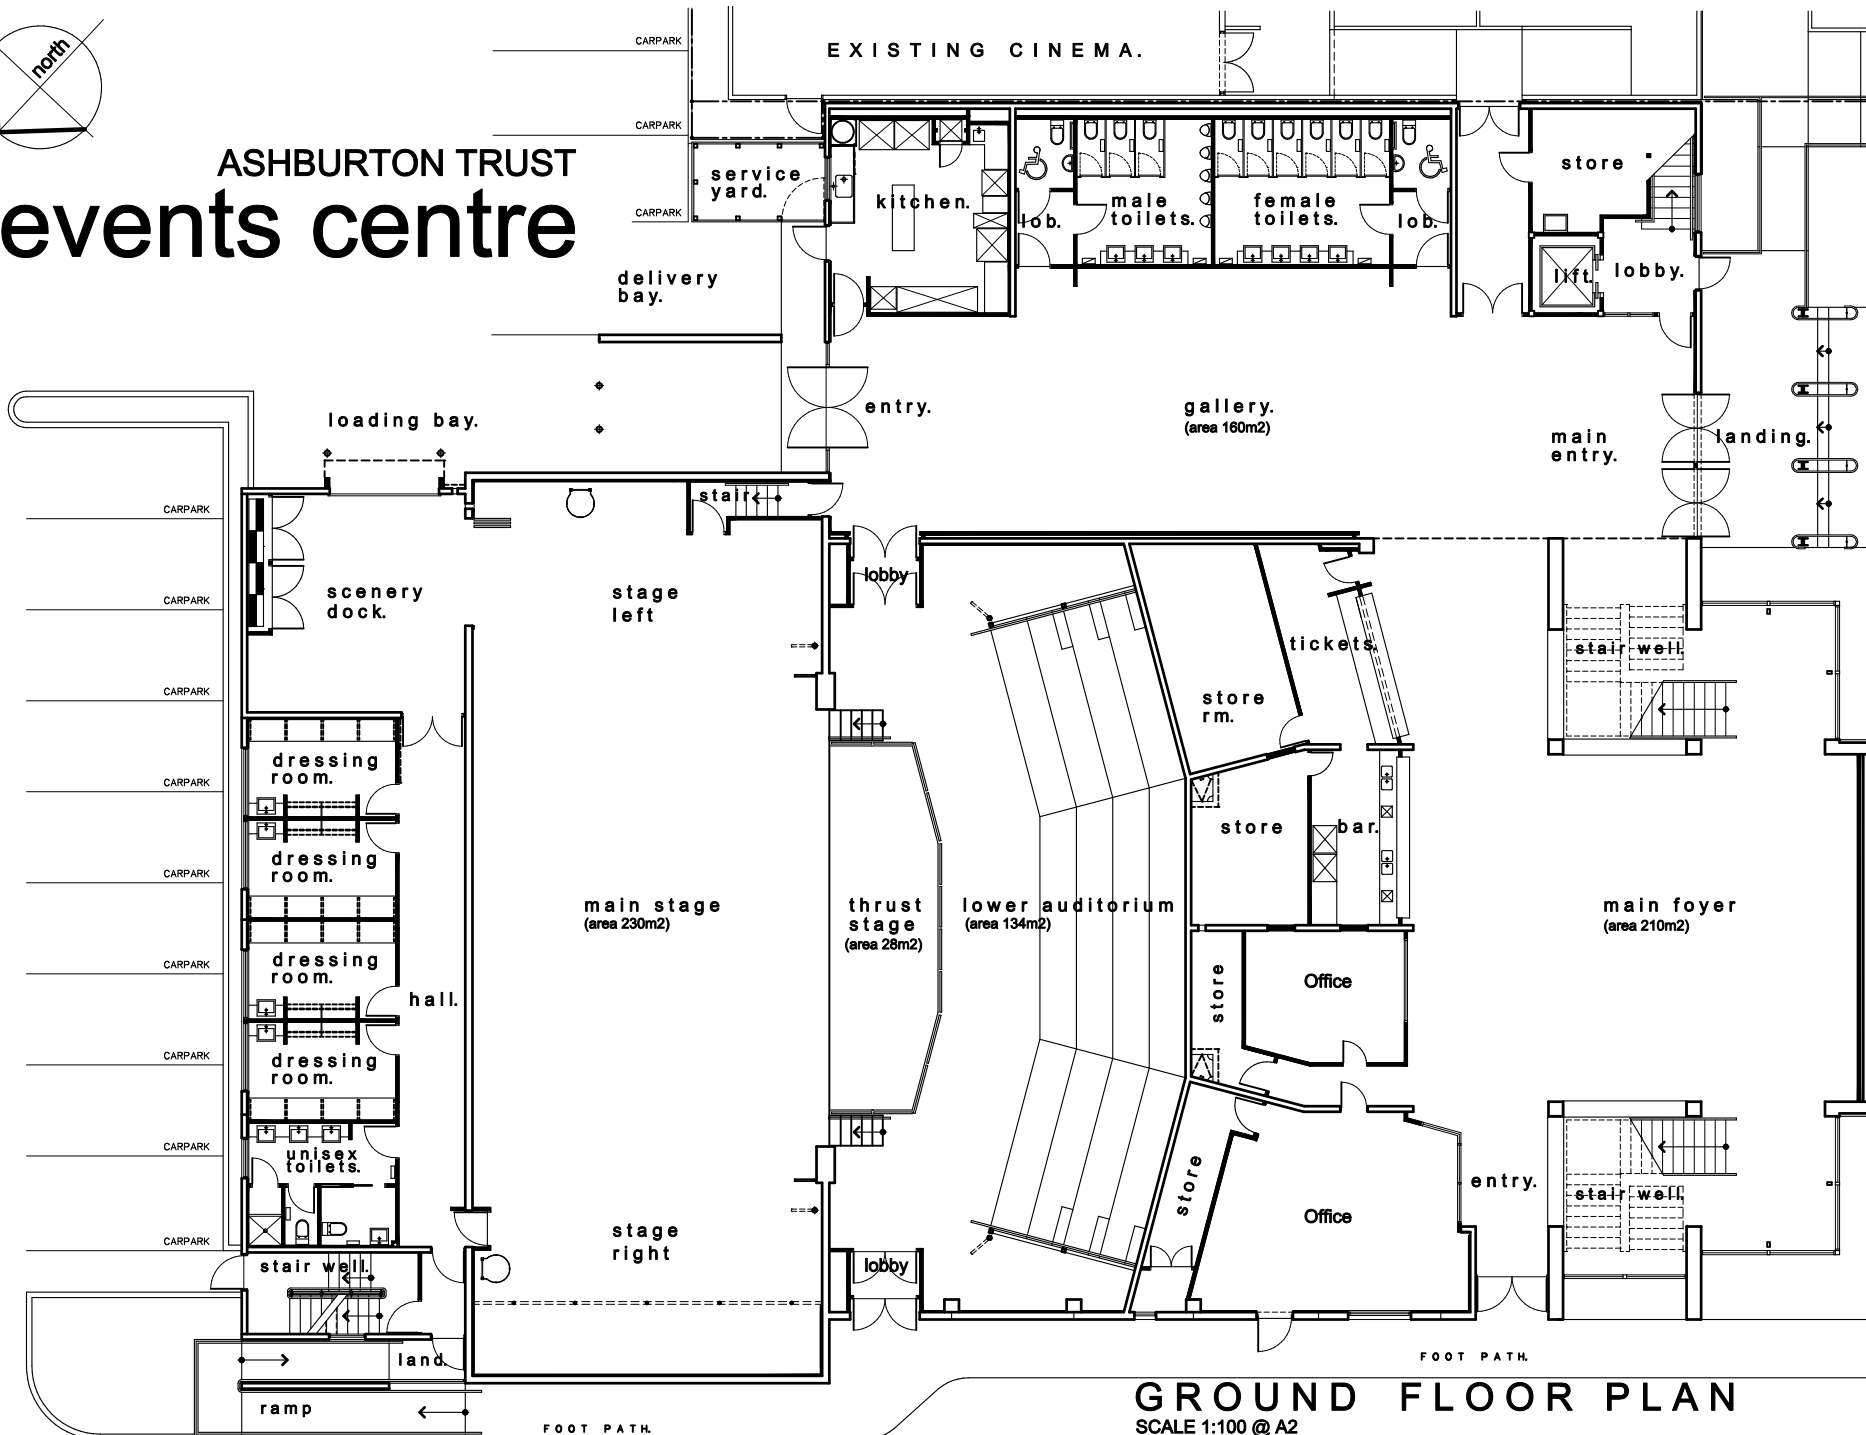 CARPARK
EXISTING CINEMA.
north
CARPARK
ASHBURTON TRUST
events centre
service
yard.
CARPARK
kitchen.
lob.
male
toilets.
female
toilets.
lob.
store
lift.
lobby.
delivery
bay.
loading bay.
entry.
gallery.
(area 160m2)
main
entry.
landing.
stair
CARPARK
scenery
dock.
stage
left
lobby
CARPARK
tickets.
stair well.
store
rm.
CARPARK
dressing
room.
CARPARK
store
bar.
dressing
room.
CARPARK
main stage
(area 230m2)
thrust
stage
(area 28m2)
lower auditorium
(area 134m2)
main foyer
(area 210m2)
dressing
room.
CARPARK
hall.
store
Office
dressing
room.
CARPARK
unisex
toilets.
CARPARK
store
Office
entry.
stair well.
stage
right
CARPARK
stair well.
lobby
land.
ramp
FOOT PATH.
FOOT PATH.
GROUND FLOOR PLAN
SCALE 1:100 @ A2